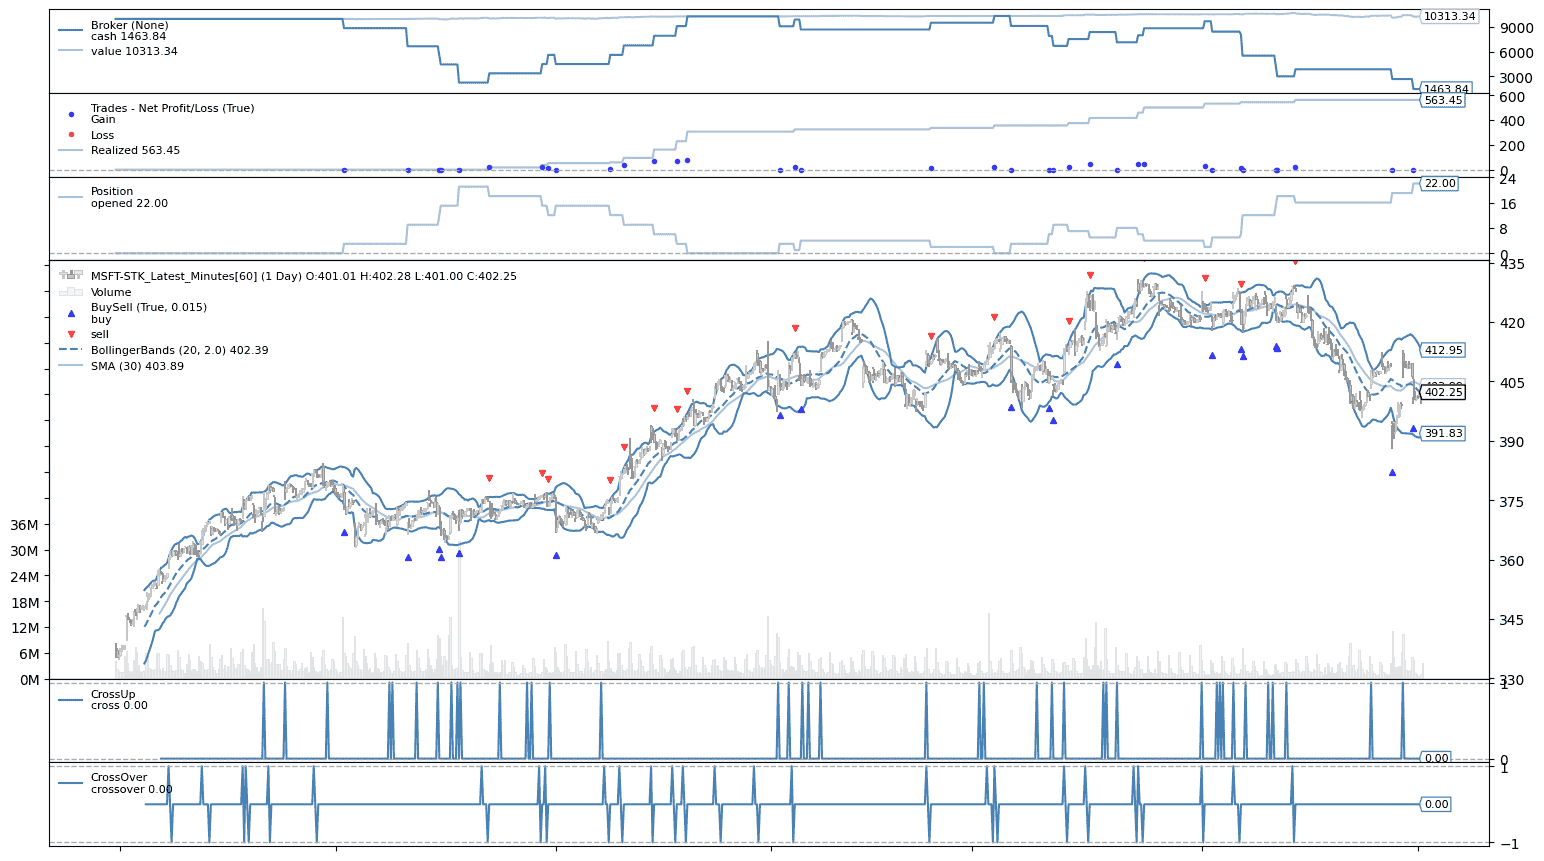 Broker (None)
cash 1463.84
value 10313.34
10313.34
9000
6000
3000
1463.84
Trades - Net Profit/Loss (True)
Gain
Loss
Realized 563.45
600
563.45
400
200
0
Position
opened 22.00
24
22.00
16
8
0
MSFT-STK_Latest_Minutes[60] (1 Day) O:401.01 H:402.28 L:401.00 C:402.25
Volume
BuySell (True, 0.015)
buy
sell
BollingerBands (20, 2.0) 402.39
SMA (30) 403.89
435
420
412.95
405
402.25
391.83
390
375
360
345
330
36M
30M
24M
18M
12M
6M
0M
CrossUp
cross 0.00
1
0.00
0
CrossOver
crossover 0.00
1
0.00
−1